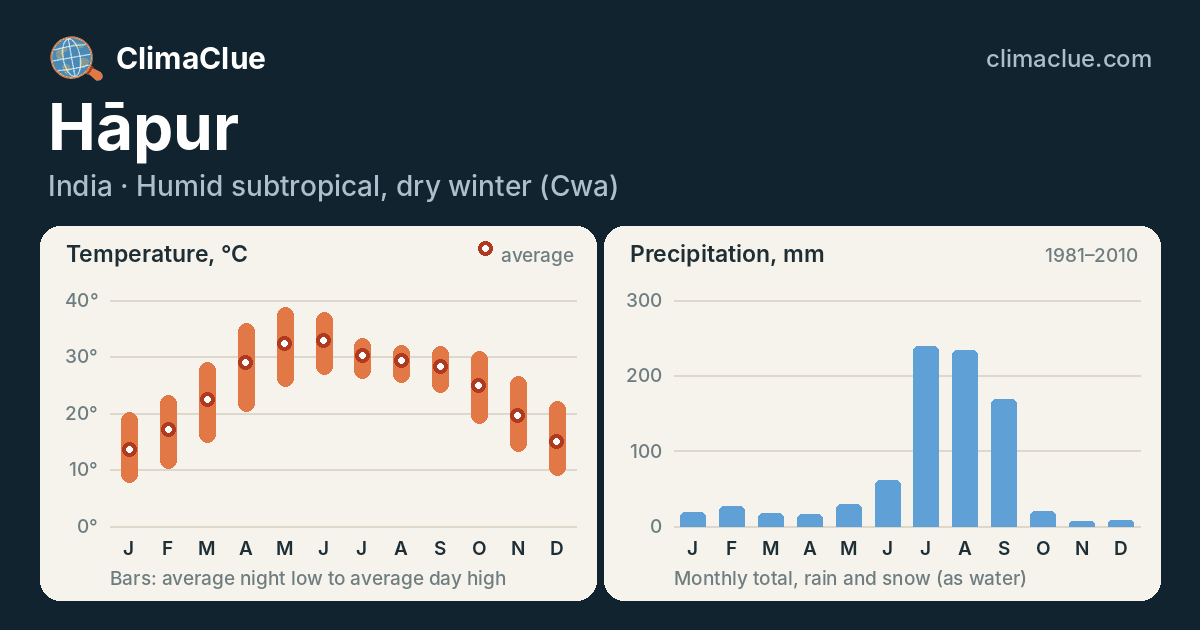 ClimaClue
climaclue.com
Hāpur
India · Humid subtropical, dry winter (Cwa)
Temperature, °C
average
40°
30°
20°
10°
0°
J F M A M J J A S O N D
Bars: average night low to average day high
Precipitation, mm
1981–2010
300
200
100
0
J F M A M J J A S O N D
Monthly total, rain and snow (as water)